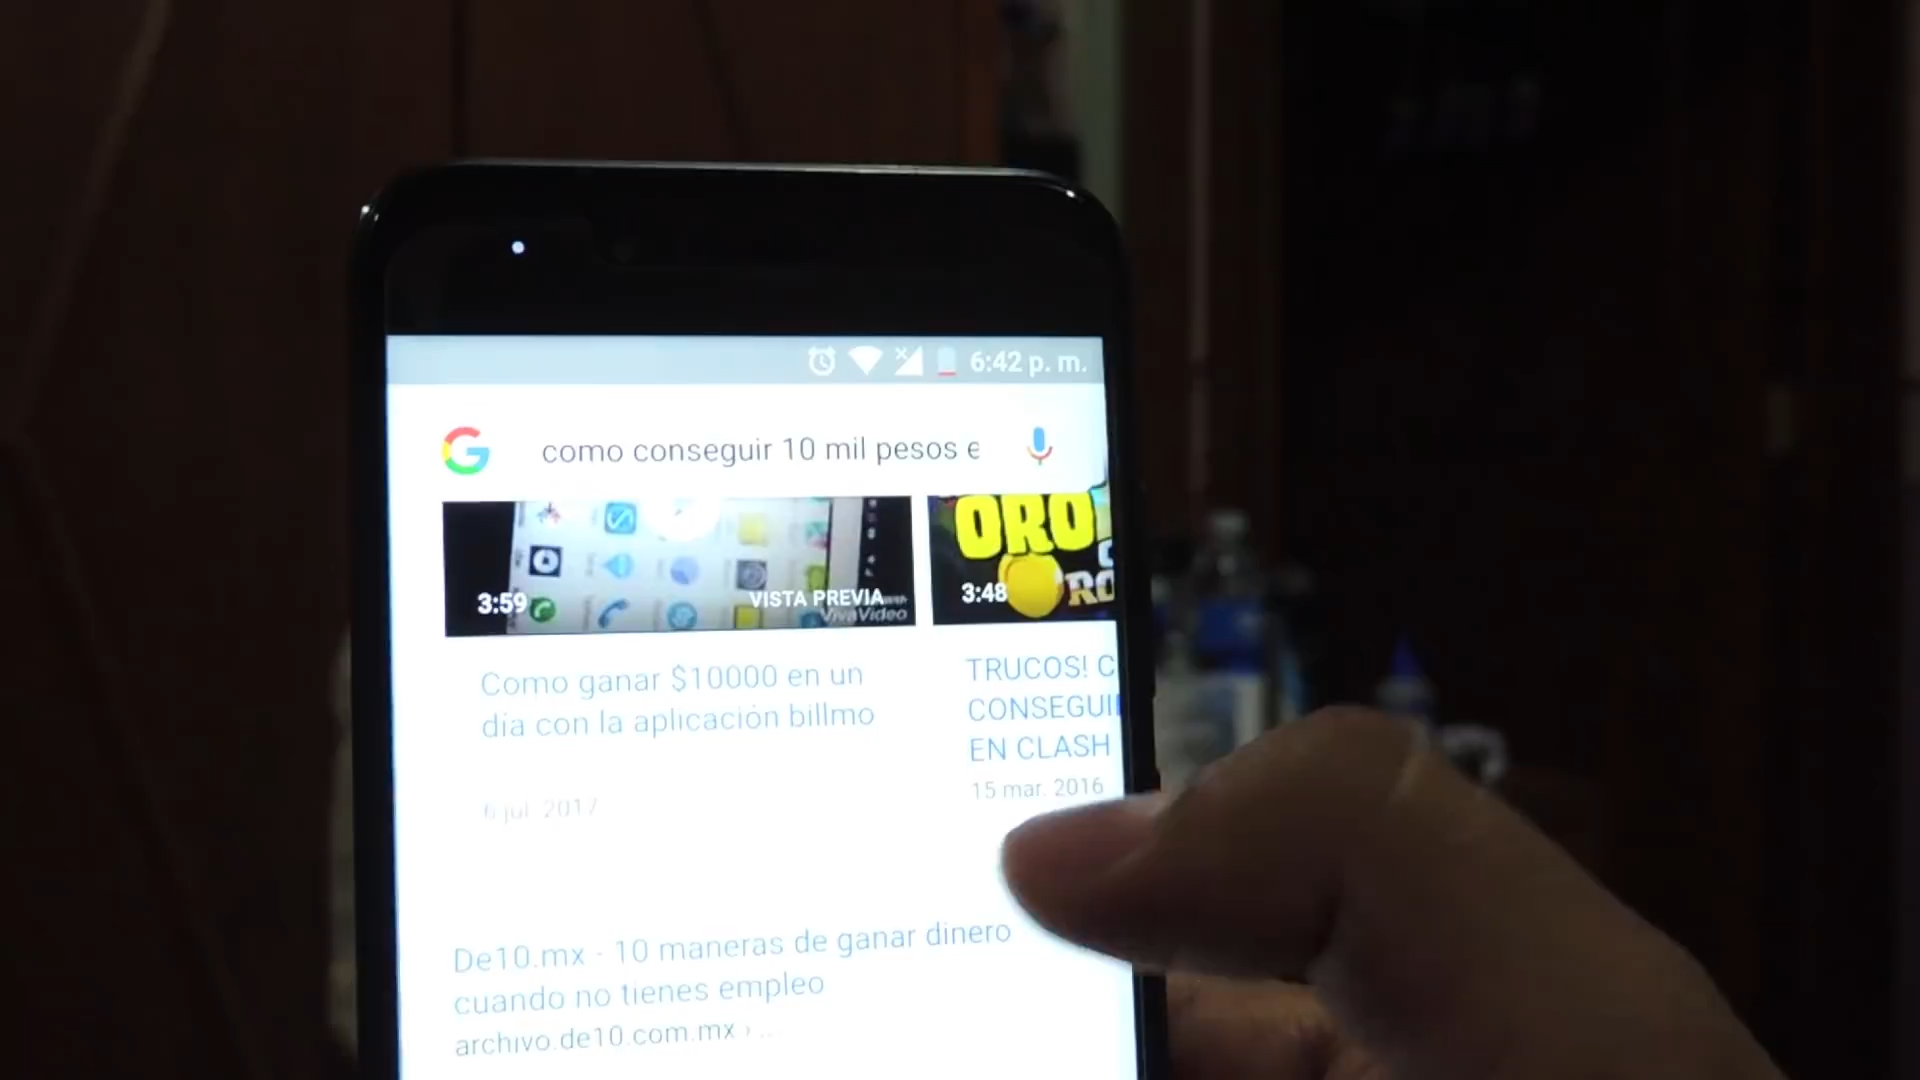 6:42 p. m.
como conseguir 10 mil pesos e
3:59
VISTA PREVIA
VivaVideo
ORO
3:48
Como ganar $10000 en un
día con la aplicación billmo
6 jul. 2017
TRUCOS! C
CONSEGUI
EN CLASH
15 mar. 2016
De10.mx - 10 maneras de ganar dinero
cuando no tienes empleo
archivo.de10.com.mx › ...